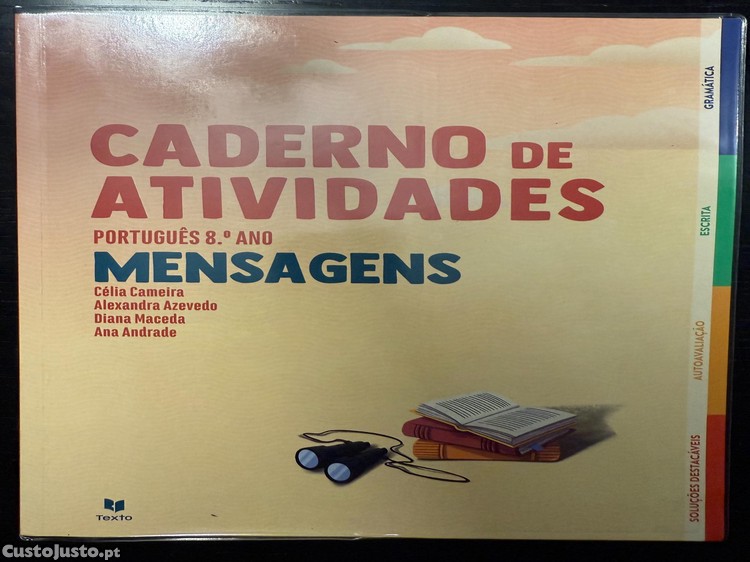 CADERNO DE
ATIVIDADES
PORTUGUÊS 8.º ANO
MENSAGENS
Célia Cameira
Alexandra Azevedo
Diana Maceda
Ana Andrade
GRAMÁTICA
ESCRITA
AUTOAVALIAÇÃO
SOLUÇÕES DESTACÁVEIS
Texto
CustoJusto.pt